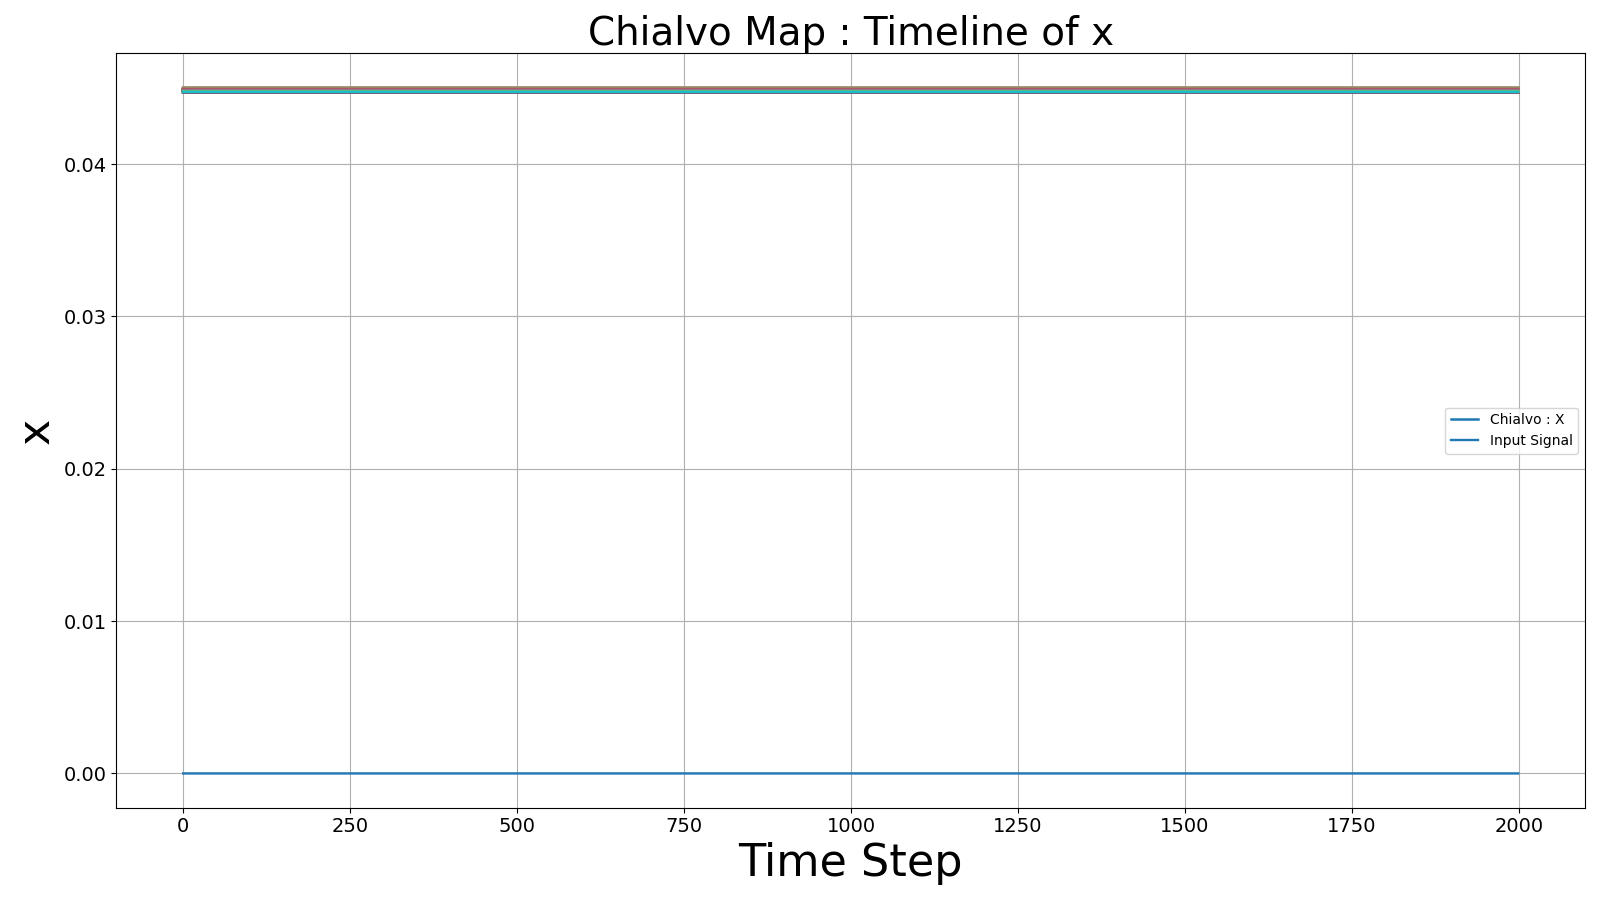 Chialvo Map : Timeline of x
0.04
0.03
0.02
0.01
0.00
x
Chialvo : X
Input Signal
0 250 500 750 1000 1250 1500 1750 2000
Time Step